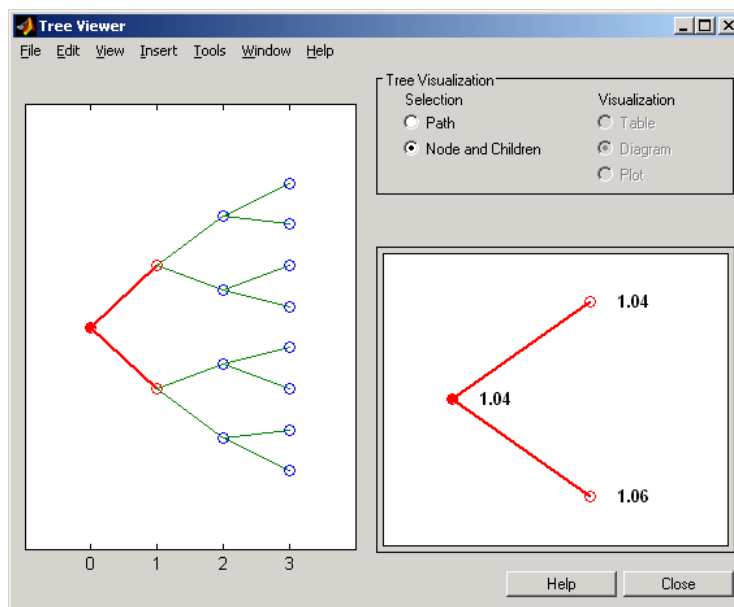 Tree Viewer
File Edit View Insert Tools Window Help
Tree Visualization
Selection
Path
Node and Children
Visualization
Table
Diagram
Plot
0 1 2 3
1.04
1.04
1.06
Help
Close